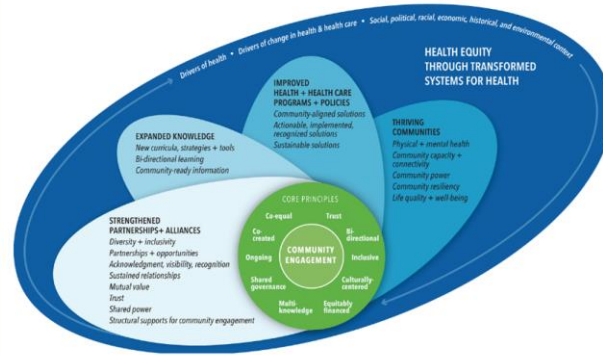 Drivers of health • Drivers of change in health & health care • Social, political, racial, economic, historical, and environmental context
HEALTH EQUITY
THROUGH TRANSFORMED
SYSTEMS FOR HEALTH
IMPROVED
HEALTH + HEALTH CARE
PROGRAMS + POLICIES
Community-aligned solutions
Actionable, implemented,
recognized solutions
Sustainable solutions
THRIVING
COMMUNITIES
Physical + mental health
Community capacity +
connectivity
Community power
Community resiliency
Life quality + well-being
EXPANDED KNOWLEDGE
New curricula, strategies + tools
Bi-directional learning
Community-ready information
STRENGTHENED
PARTNERSHIPS+ ALLIANCES
Diversity + inclusivity
Partnerships + opportunities
Acknowledgment, visibility, recognition
Sustained relationships
Mutual value
Trust
Shared power
Structural supports for community engagement
CORE PRINCIPLES
Co-equal
Trust
Co-
created
Bi-
directional
COMMUNITY
ENGAGEMENT
Ongoing
Inclusive
Shared
governance
Culturally-
centered
Multi-
knowledge
Equitably
financed